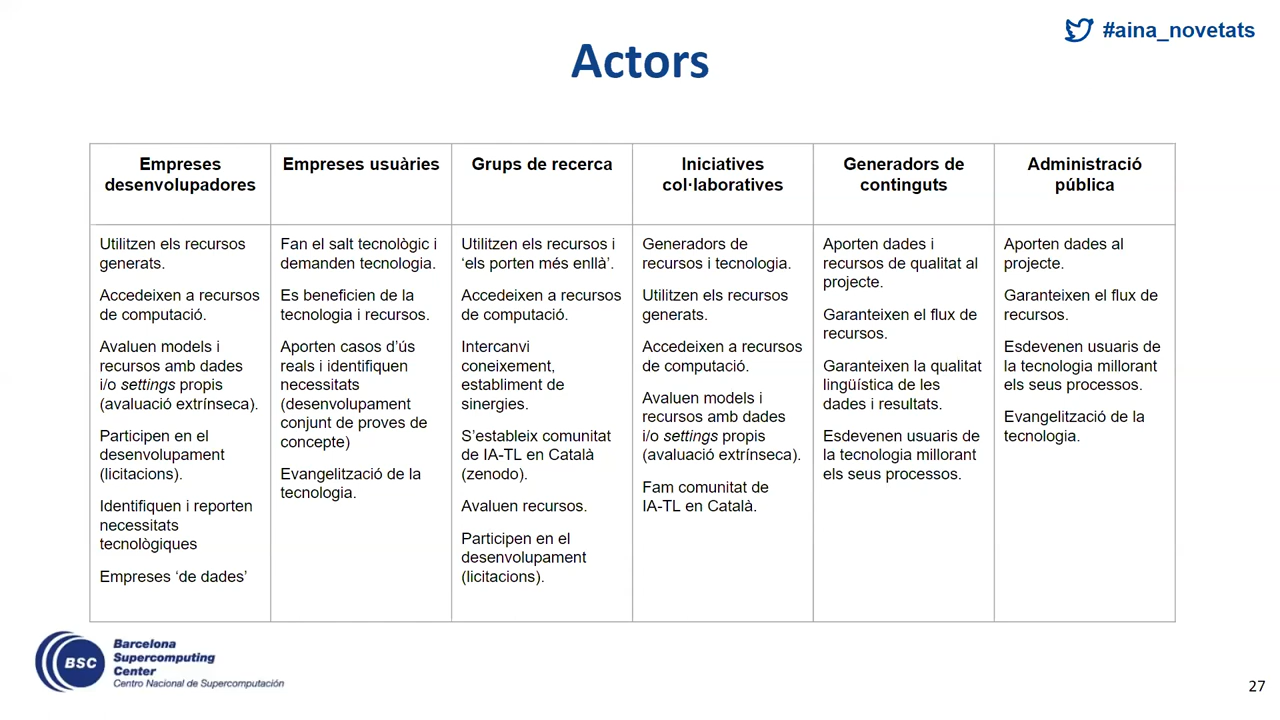 #aina_novetats
Actors
Empreses
desenvolupadores
Empreses usuàries
Grups de recerca
Iniciatives
col·laboratives
Generadors de
continguts
Administració
pública
Utilitzen els recursos
generats.
Accedeixen a recursos
de computació.
Avaluen models i
recursos amb dades
i/o settings propis
(avaluació extrínseca).
Participen en el
desenvolupament
(licitacions).
Identifiquen i reporten
necessitats
tecnològiques
Empreses ‘de dades’
Fan el salt tecnològic i
demanden tecnologia.
Es beneficien de la
tecnologia i recursos.
Aporten casos d’ús
reals i identifiquen
necessitats
(desenvolupament
conjunt de proves de
concepte)
Evangelització de la
tecnologia.
Utilitzen els recursos i
‘els porten més enllà’.
Accedeixen a recursos
de computació.
Intercanvi
coneixement,
establiment de
sinergies.
S’estableix comunitat
de IA-TL en Català
(zenodo).
Avaluen recursos.
Participen en el
desenvolupament
(licitacions).
Generadors de
recursos i tecnologia.
Utilitzen els recursos
generats.
Accedeixen a recursos
de computació.
Avaluen models i
recursos amb dades
i/o settings propis
(avaluació extrínseca).
Fam comunitat de
IA-TL en Català.
Aporten dades i
recursos de qualitat al
projecte.
Garanteixen el flux de
recursos.
Garanteixen la qualitat
lingüística de les
dades i resultats.
Esdevenen usuaris de
la tecnologia millorant
els seus processos.
Aporten dades al
projecte.
Garanteixen el flux de
recursos.
Esdevenen usuaris de
la tecnologia millorant
els seus processos.
Evangelització de la
tecnologia.
BSC
Barcelona
Supercomputing
Center
Centro Nacional de Supercomputación
27